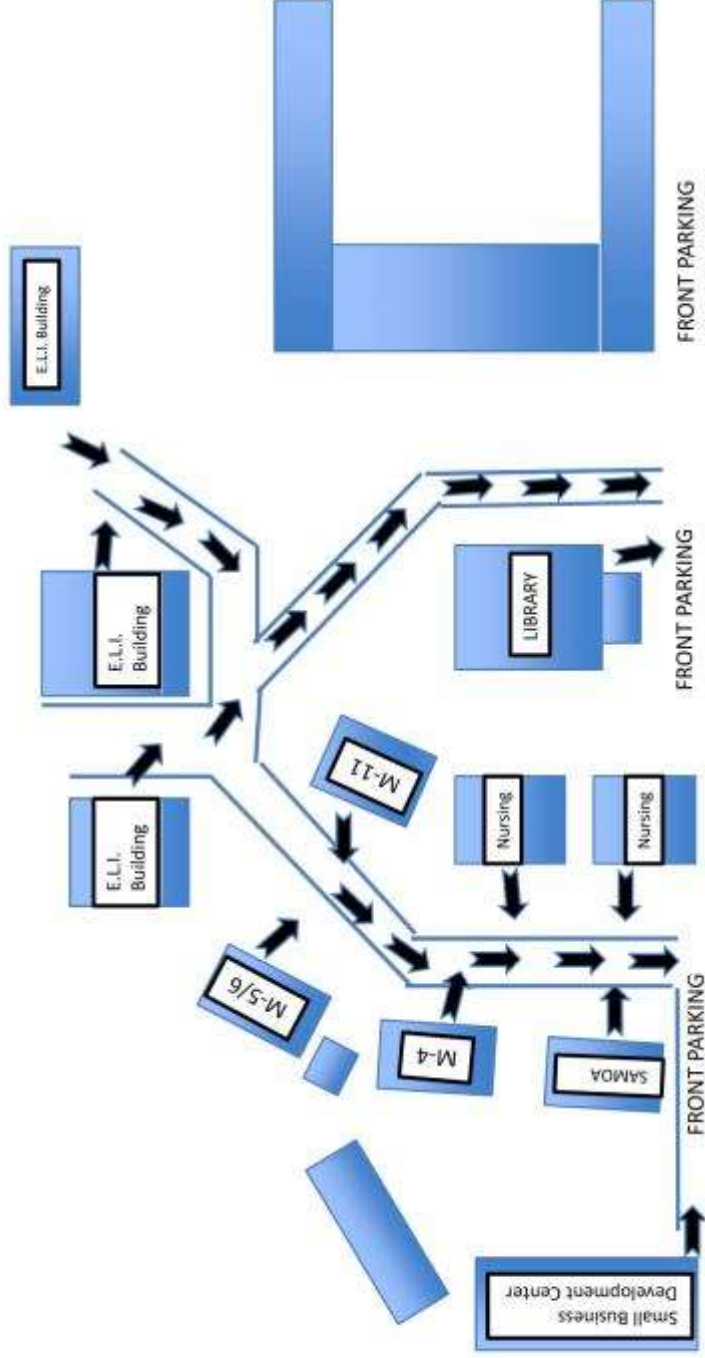 E.L.I. Building
E.L.I.
Building
E.L.I.
Building
M-11
M-5/6
M-4
LIBRARY
Nursing
Nursing
SAMOA
Small Business
Development Center
FRONT PARKING
FRONT PARKING
FRONT PARKING